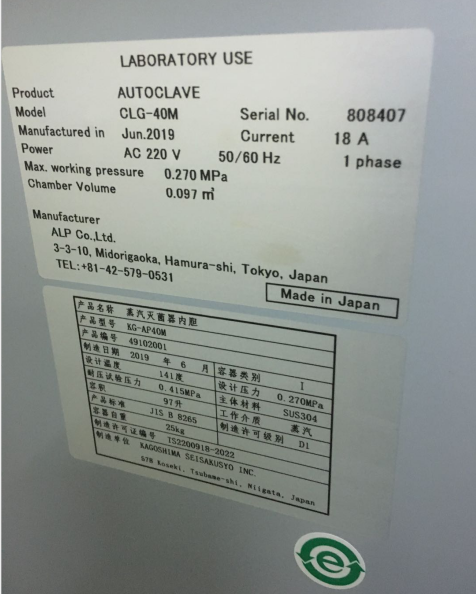 LABORATORY USE
Product AUTOCLAVE
Model CLG-40M Serial No. 808407
Manufactured in Jun.2019 Current 18 A
Power AC 220 V 50/60 Hz 1 phase
Max. working pressure 0.270 MPa
Chamber Volume 0.097 ㎥
Manufacturer
ALP Co.,Ltd.
3-3-10, Midorigaoka, Hamura-shi, Tokyo, Japan
TEL:+81-42-579-0531
Made in Japan
产品名称 蒸汽灭菌器内胆
产品型号 KG-AP40M
产品编号 49102001
制造日期 2019 年 6 月 容器类别 I
设计温度 141度 设计压力 0.270MPa
耐压试验压力 0.415MPa 主体材料 SUS304
容积 97升 工作介质 蒸汽
产品标准 JIS B 8265 制造许可级别 D1
容器自重 25kg
制造许可证编号 TS2200918-2022
制造单位 KAGOSHIMA SEISAKUSYO INC.
578 Koseki, Tsubame-shi, Niigata, Japan
e